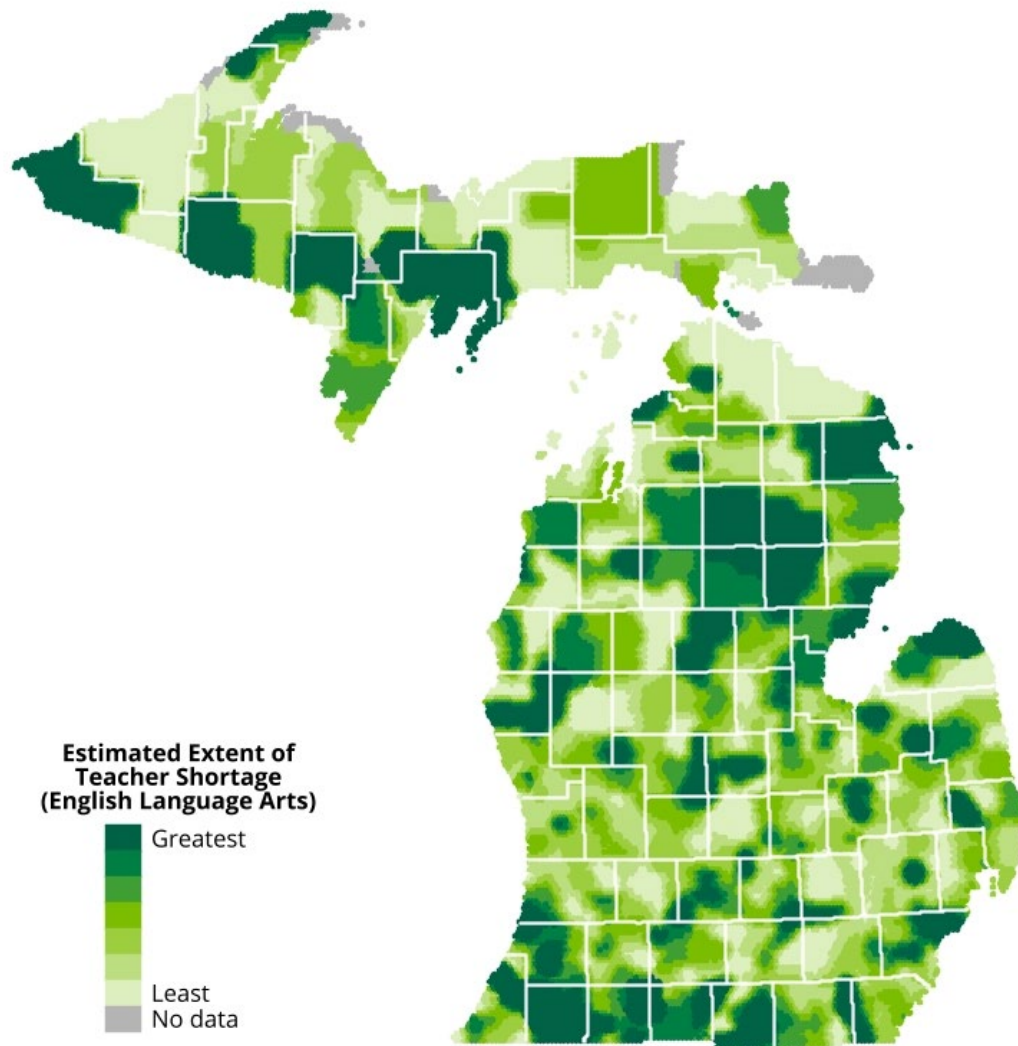 Estimated Extent of
Teacher Shortage
(English Language Arts)
Greatest
Least
No data